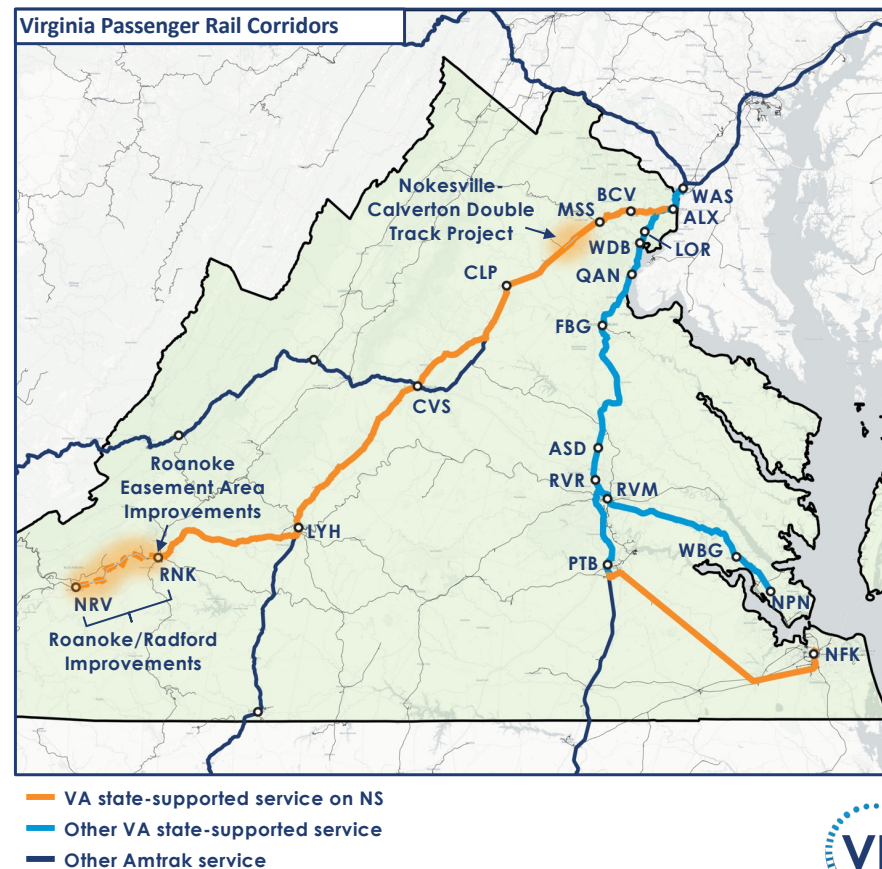 Virginia Passenger Rail Corridors
Nokesville-
Calverton Double
Track Project
BCV
MSS
WAS
ALX
WDB
LOR
QAN
CLP
FBG
CVS
ASD
RVR
RVM
Roanoke
Easement Area
Improvements
LYH
RNK
PTB
WBG
NRV
NPN
Roanoke/Radford
Improvements
NFK
VA state-supported service on NS
Other VA state-supported service
Other Amtrak service